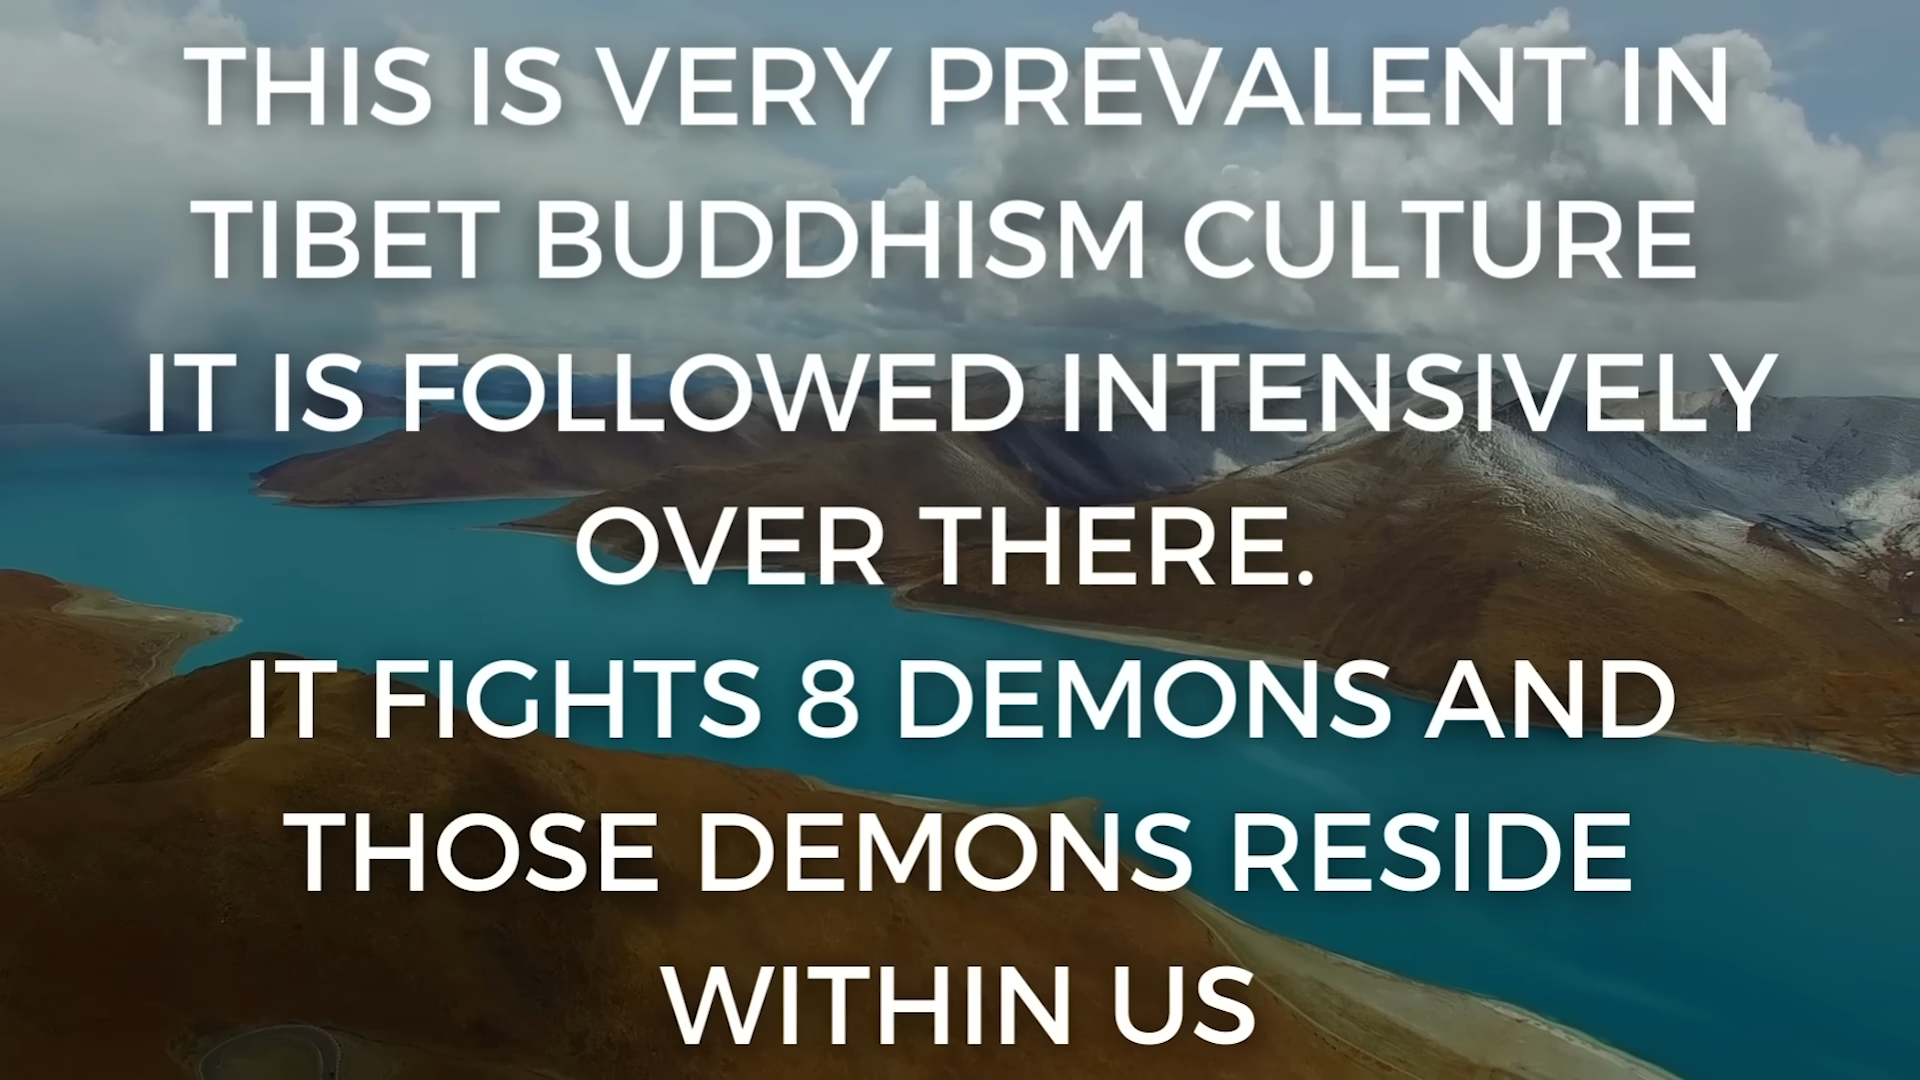 THIS IS VERY PREVALENT IN
TIBET BUDDHISM CULTURE
IT IS FOLLOWED INTENSIVELY
OVER THERE.
IT FIGHTS 8 DEMONS AND
THOSE DEMONS RESIDE
WITHIN US